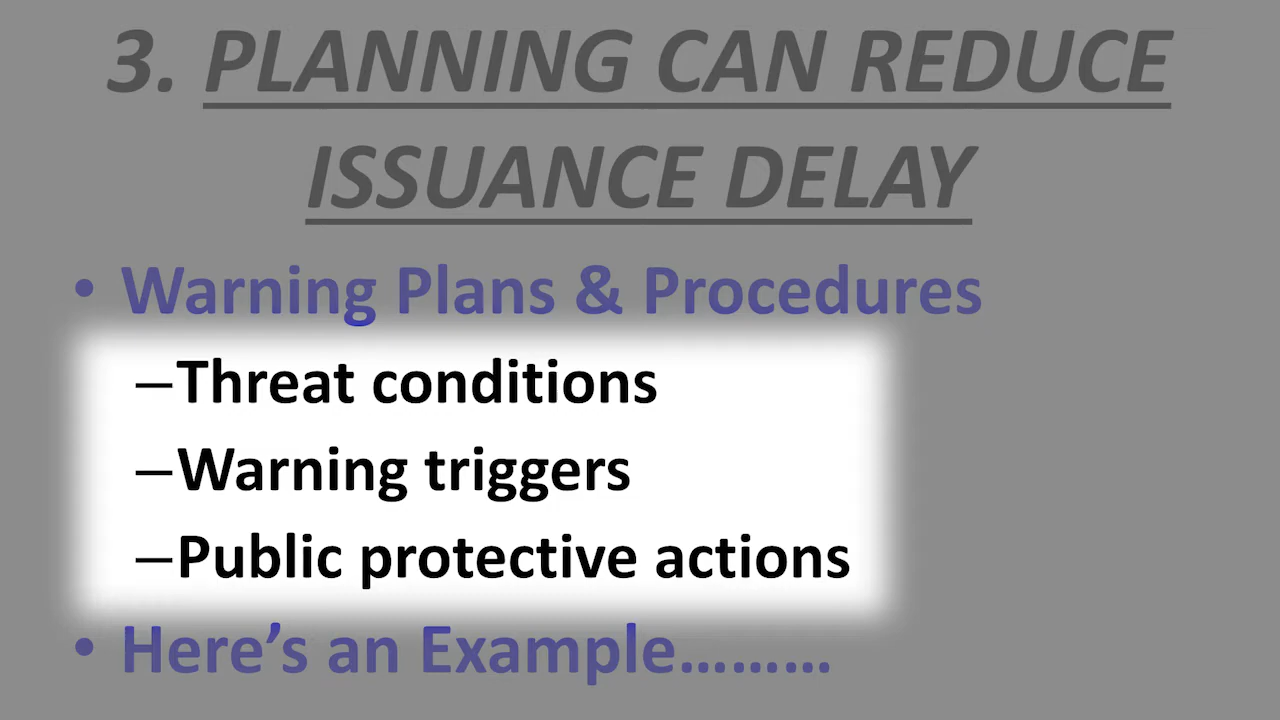 3. PLANNING CAN REDUCE
ISSUANCE DELAY
• Warning Plans & Procedures
–Threat conditions
–Warning triggers
–Public protective actions
• Here’s an Example………